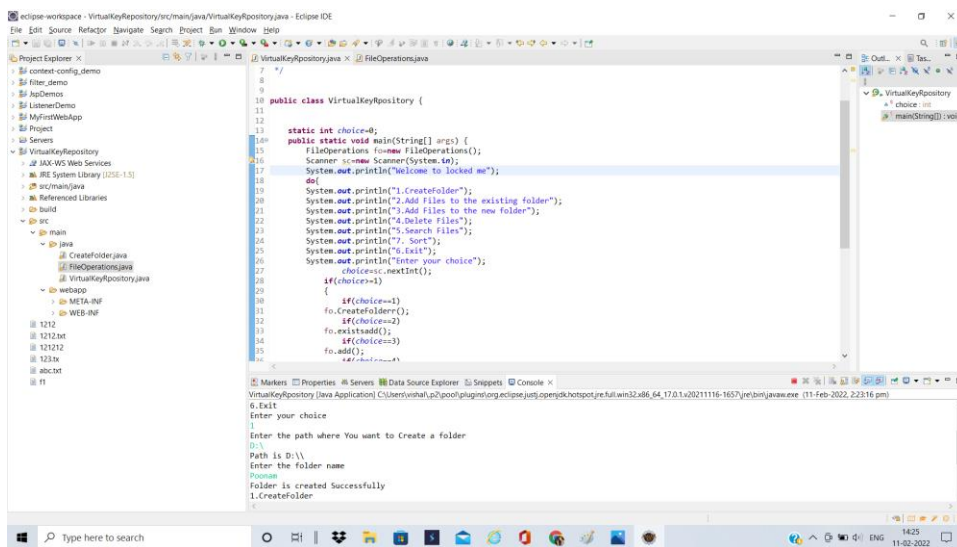 eclipse-workspace - VirtualKeyRepository/src/main/java/VirtualKeyRpository.java - Eclipse IDE
File Edit Source Refactor Navigate Search Project Run Window Help
Project Explorer
context-config_demo
filter_demo
JspDemos
ListenerDemo
MyFirstWebApp
Project
Servers
VirtualKeyRepository
JAX-WS Web Services
JRE System Library [J2SE-1.5]
src/main/java
Referenced Libraries
build
src
main
java
CreateFolder.java
FileOperations.java
VirtualKeyRpository.java
webapp
META-INF
WEB-INF
1212
1212.txt
121212
123.tx
abc.txt
f1
VirtualKeyRpository.java FileOperations.java
7 */
8
9
10 public class VirtualKeyRpository {
11
12
13 static int choice=0;
14 public static void main(String[] args) {
15 FileOperations fo=new FileOperations();
16 Scanner sc=new Scanner(System.in);
17 System.out.println("Welcome to locked me");
18 do{
19 System.out.println("1.CreateFolder");
20 System.out.println("2.Add Files to the existing folder");
21 System.out.println("3.Add Files to the new folder");
22 System.out.println("4.Delete Files");
23 System.out.println("5.Search Files");
24 System.out.println("7. Sort");
25 System.out.println("6.Exit");
26 System.out.println("Enter your choice");
27 choice=sc.nextInt();
28 if(choice>=1)
29 {
30 if(choice==1)
31 fo.CreateFolderr();
32 if(choice==2)
33 fo.existsadd();
34 if(choice==3)
35 fo.add();
Outl... Tas...
VirtualKeyRpository
choice : int
main(String[]) : voi
Markers Properties Servers Data Source Explorer Snippets Console
VirtualKeyRpository [Java Application] C:\Users\vishal\.p2\pool\plugins\org.eclipse.justj.openjdk.hotspot.jre.full.win32.x86_64_17.0.1.v20211116-1657\jre\bin\javaw.exe (11-Feb-2022, 2:23:16 pm)
6.Exit
Enter your choice
1
Enter the path where You want to Create a folder
D:\
Path is D:\\
Enter the folder name
Poonam
Folder is created Successfully
1.CreateFolder
Type here to search
ENG
14:25
11-02-2022